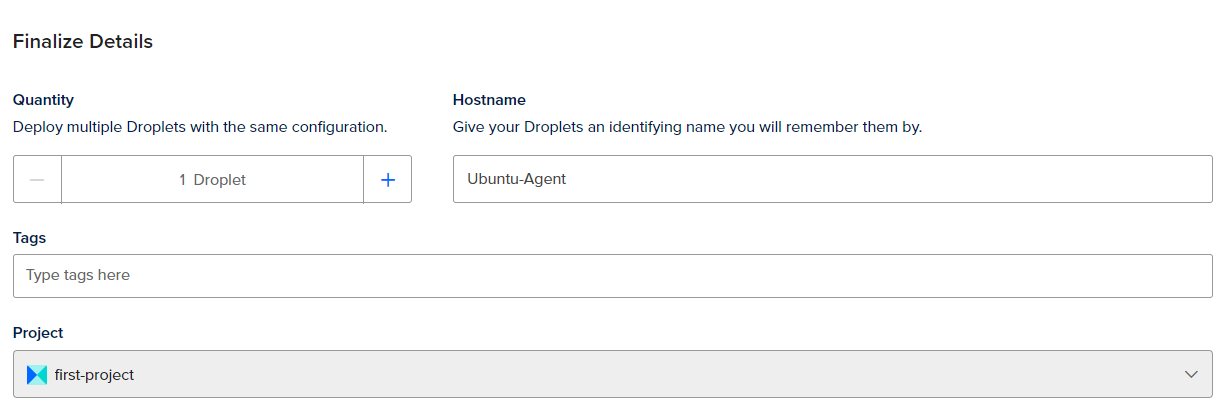 Finalize Details
Quantity
Deploy multiple Droplets with the same configuration.
1 Droplet
Hostname
Give your Droplets an identifying name you will remember them by.
Ubuntu-Agent
Tags
Type tags here
Project
first-project